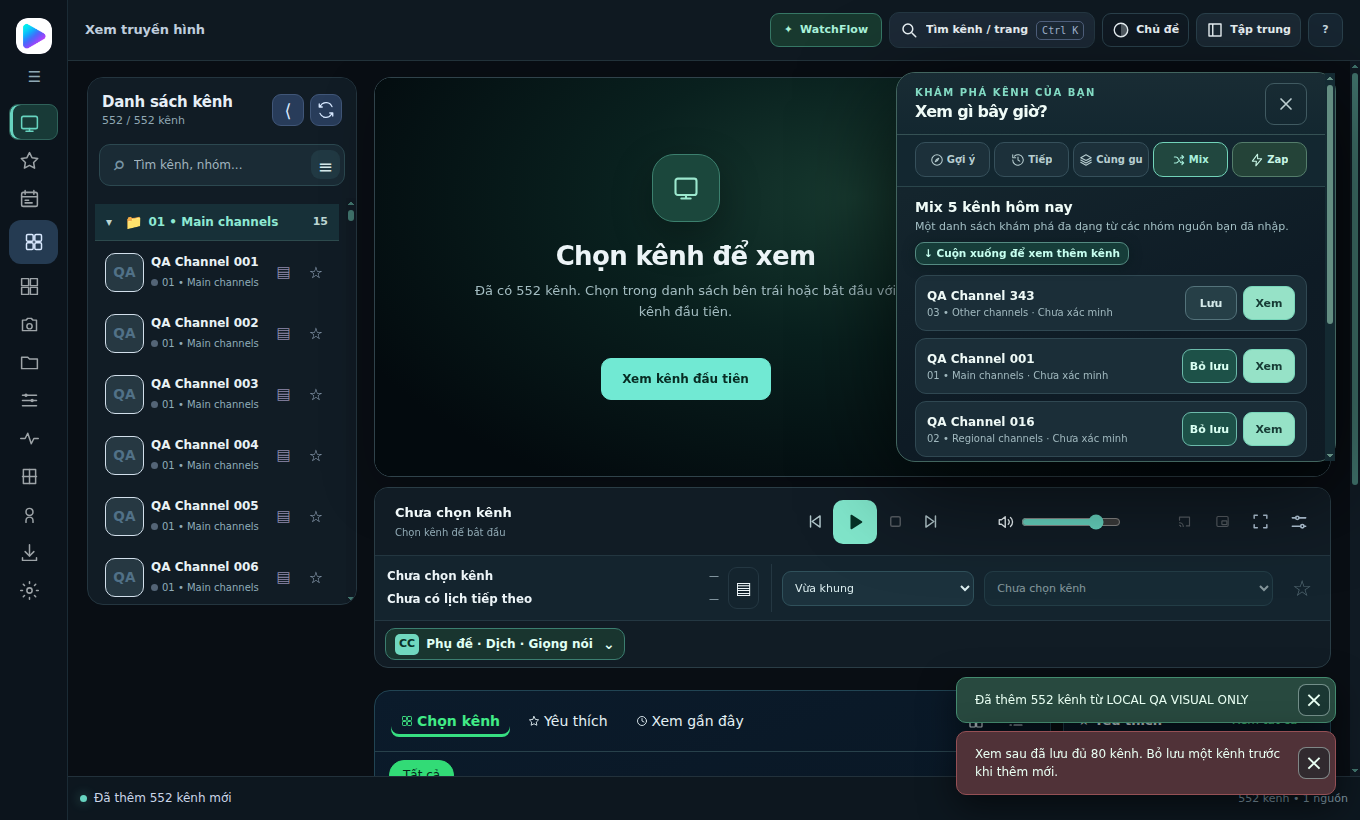 Xem truyền hình
✦ WatchFlow
Tìm kênh / trang Ctrl K
Chủ đề
Tập trung
?
Danh sách kênh
552 / 552 kênh
Tìm kênh, nhóm...
01 • Main channels 15
QA QA Channel 001
01 • Main channels
QA QA Channel 002
01 • Main channels
QA QA Channel 003
01 • Main channels
QA QA Channel 004
01 • Main channels
QA QA Channel 005
01 • Main channels
QA QA Channel 006
01 • Main channels
Chọn kênh để xem
Đã có 552 kênh. Chọn trong danh sách bên trái hoặc bắt đầu với
kênh đầu tiên.
Xem kênh đầu tiên
KHÁM PHÁ KÊNH CỦA BẠN
Xem gì bây giờ?
Gợi ý
Tiếp
Cùng gu
Mix
Zap
Mix 5 kênh hôm nay
Một danh sách khám phá đa dạng từ các nhóm nguồn bạn đã nhập.
↓ Cuộn xuống để xem thêm kênh
QA Channel 343
03 • Other channels · Chưa xác minh
Lưu
Xem
QA Channel 001
01 • Main channels · Chưa xác minh
Bỏ lưu
Xem
QA Channel 016
02 • Regional channels · Chưa xác minh
Bỏ lưu
Xem
Chưa chọn kênh
Chọn kênh để bắt đầu
Chưa chọn kênh —
Chưa có lịch tiếp theo —
Vừa khung
Chưa chọn kênh
CC Phụ đề · Dịch · Giọng nói
Chọn kênh
Yêu thích
Xem gần đây
Tất cả
Đã thêm 552 kênh từ LOCAL QA VISUAL ONLY
Xem sau đã lưu đủ 80 kênh. Bỏ lưu một kênh trước
khi thêm mới.
Đã thêm 552 kênh mới
552 kênh • 1 nguồn